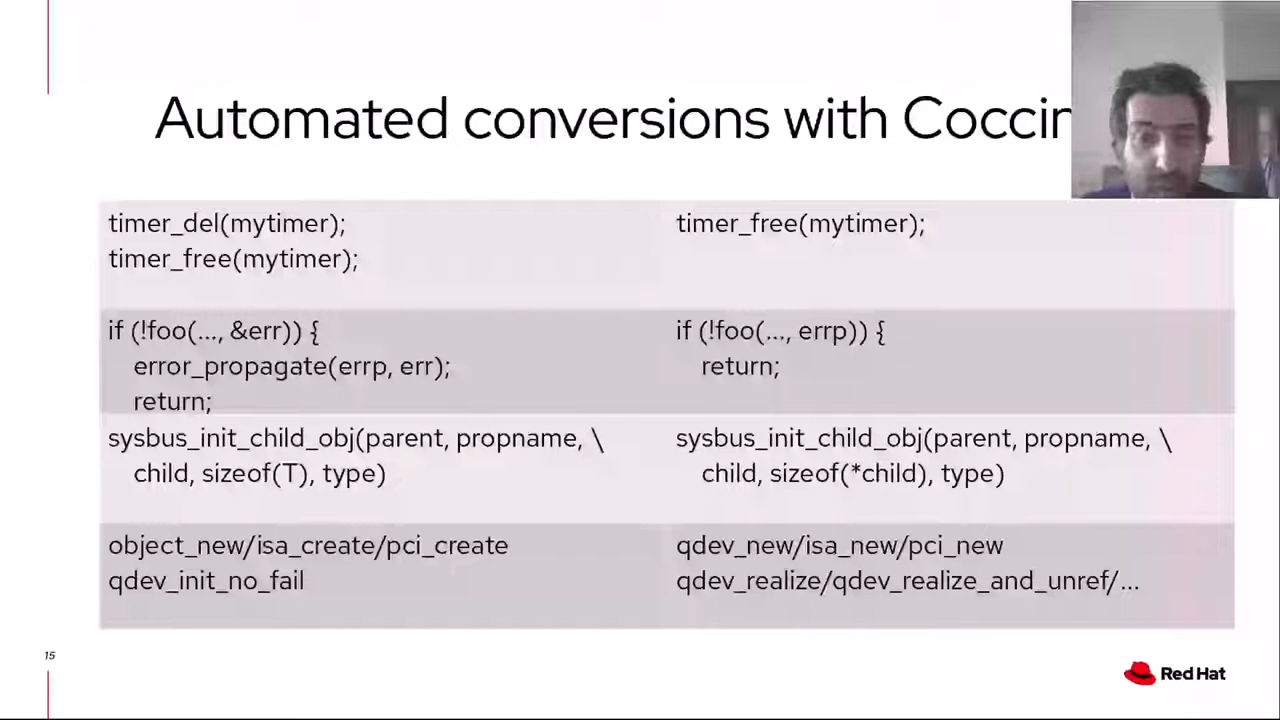 Automated conversions with Coccin
timer_del(mytimer);
timer_free(mytimer);
timer_free(mytimer);
if (!foo(..., &err)) {
error_propagate(errp, err);
return;
if (!foo(..., errp)) {
return;
sysbus_init_child_obj(parent, propname, \
child, sizeof(T), type)
sysbus_init_child_obj(parent, propname, \
child, sizeof(*child), type)
object_new/isa_create/pci_create
qdev_init_no_fail
qdev_new/isa_new/pci_new
qdev_realize/qdev_realize_and_unref/...
15
Red Hat